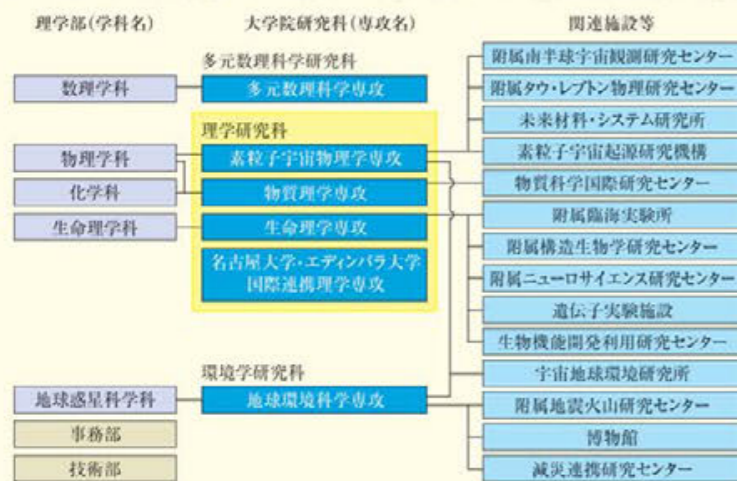 理学部(学科名)
大学院研究科(専攻名)
関連施設等
多元数理科学研究科
数理学科
多元数理科学専攻
理学研究科
物理学科
素粒子宇宙物理学専攻
化学科
物質理学専攻
生命理学科
生命理学専攻
名古屋大学・エディンバラ大学
国際連携理学専攻
環境学研究科
地球惑星科学科
地球環境科学専攻
事務部
技術部
附属南半球宇宙観測研究センター
附属タウ・レプトン物理研究センター
未来材料・システム研究所
素粒子宇宙起源研究機構
物質科学国際研究センター
附属臨海実験所
附属構造生物学研究センター
附属ニューロサイエンス研究センター
遺伝子実験施設
生物機能開発利用研究センター
宇宙地球環境研究所
附属地震火山研究センター
博物館
減災連携研究センター